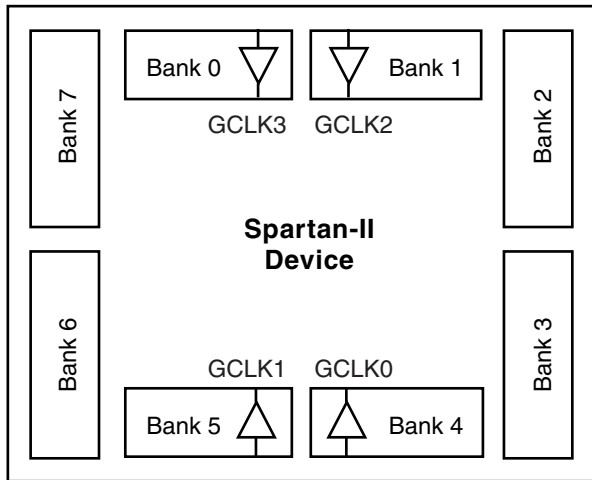 Bank 0
Bank 1
GCLK3
GCLK2
Bank 7
Bank 2
Spartan-II
Device
Bank 6
Bank 3
GCLK1
GCLK0
Bank 5
Bank 4